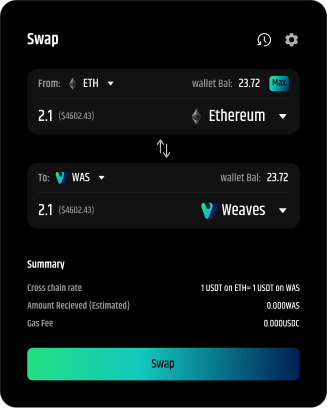 Swap
From: ETH wallet Bal: 23.72 Max
2.1 ($4602.43) Ethereum
To: WAS wallet Bal: 23.72
2.1 ($4602.43) Weaves
Summary
Cross chain rate 1 USDT on ETH= 1 USDT on WAS
Amount Recieved (Estimated) 0.000WAS
Gas Fee 0.000USDC
Swap